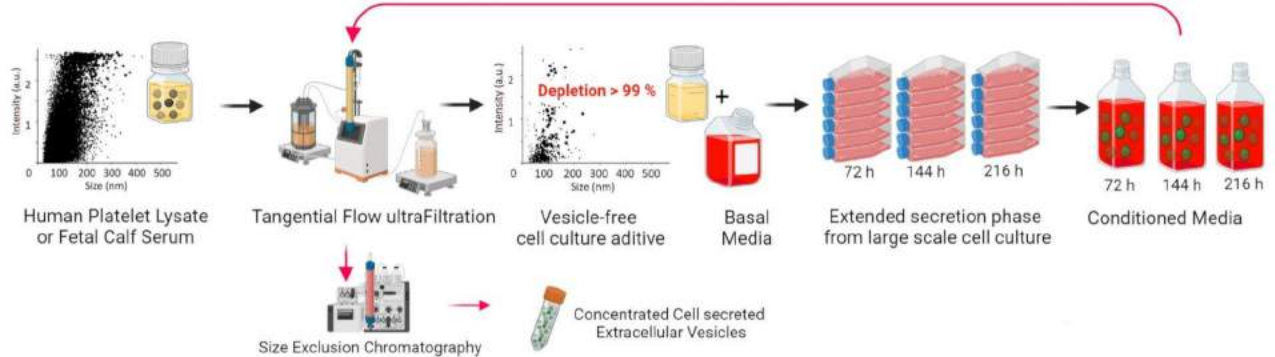 Intensity (a.u.)
2
1
0
100
200
300
400
500
Size (nm)
Human Platelet Lysate
or Fetal Calf Serum
Tangential Flow ultraFiltration
Intensity (a.u.)
2
1
0
100
200
300
400
500
Size (nm)
Depletion > 99 %
+
Vesicle-free
cell culture aditive
Basal
Media
72 h
144 h
216 h
Extended secretion phase
from large scale cell culture
72 h
144 h
216 h
Conditioned Media
Size Exclusion Chromatography
Concentrated Cell secreted
Extracellular Vesicles